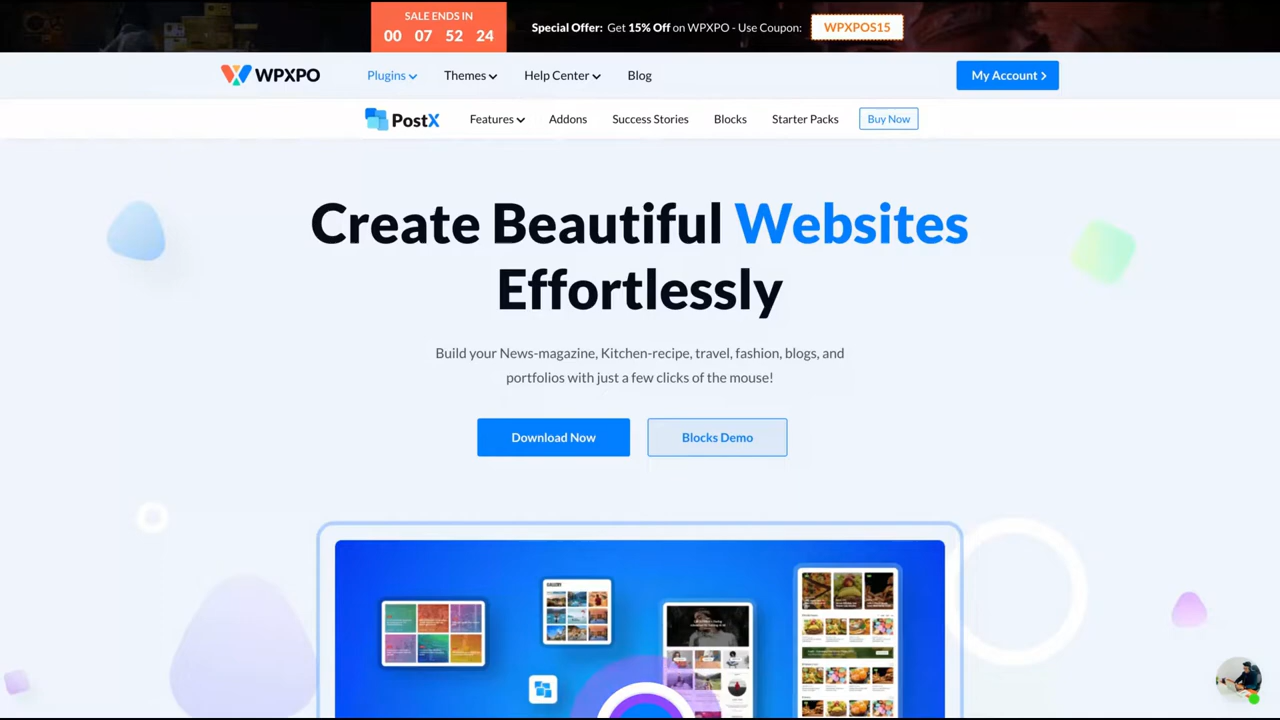 SALE ENDS IN
00 07 52 24
Special Offer: Get 15% Off on WPXPO - Use Coupon: WPXPOS15
WPXPO Plugins Themes Help Center Blog My Account
PostX Features Addons Success Stories Blocks Starter Packs Buy Now
Create Beautiful Websites
Effortlessly
Build your News-magazine, Kitchen-recipe, travel, fashion, blogs, and
portfolios with just a few clicks of the mouse!
Download Now Blocks Demo
GALLERY